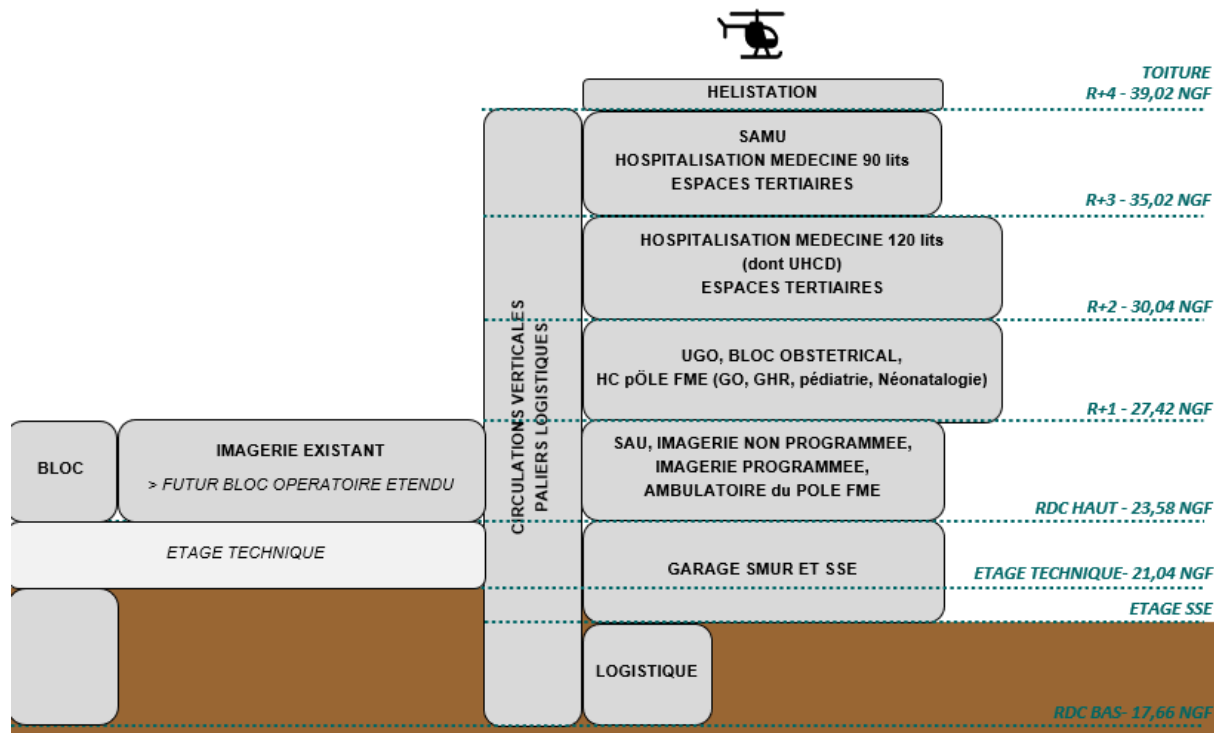 TOITURE
R+4 - 39,02 NGF
HELISTATION
SAMU
HOSPITALISATION MEDECINE 90 lits
ESPACES TERTIAIRES
R+3 - 35,02 NGF
HOSPITALISATION MEDECINE 120 lits
(dont UHCD)
ESPACES TERTIAIRES
R+2 - 30,04 NGF
CIRCULATIONS VERTICALES
PALIERS LOGISTIQUES
UGO, BLOC OBSTETRICAL,
HC pÖLE FME (GO, GHR, pédiatrie, Néonatalogie)
R+1 - 27,42 NGF
BLOC
IMAGERIE EXISTANT
> FUTUR BLOC OPERATOIRE ETENDU
SAU, IMAGERIE NON PROGRAMMEE,
IMAGERIE PROGRAMMEE,
AMBULATOIRE du POLE FME
RDC HAUT - 23,58 NGF
ETAGE TECHNIQUE
GARAGE SMUR ET SSE
ETAGE TECHNIQUE- 21,04 NGF
ETAGE SSE
LOGISTIQUE
RDC BAS- 17,66 NGF